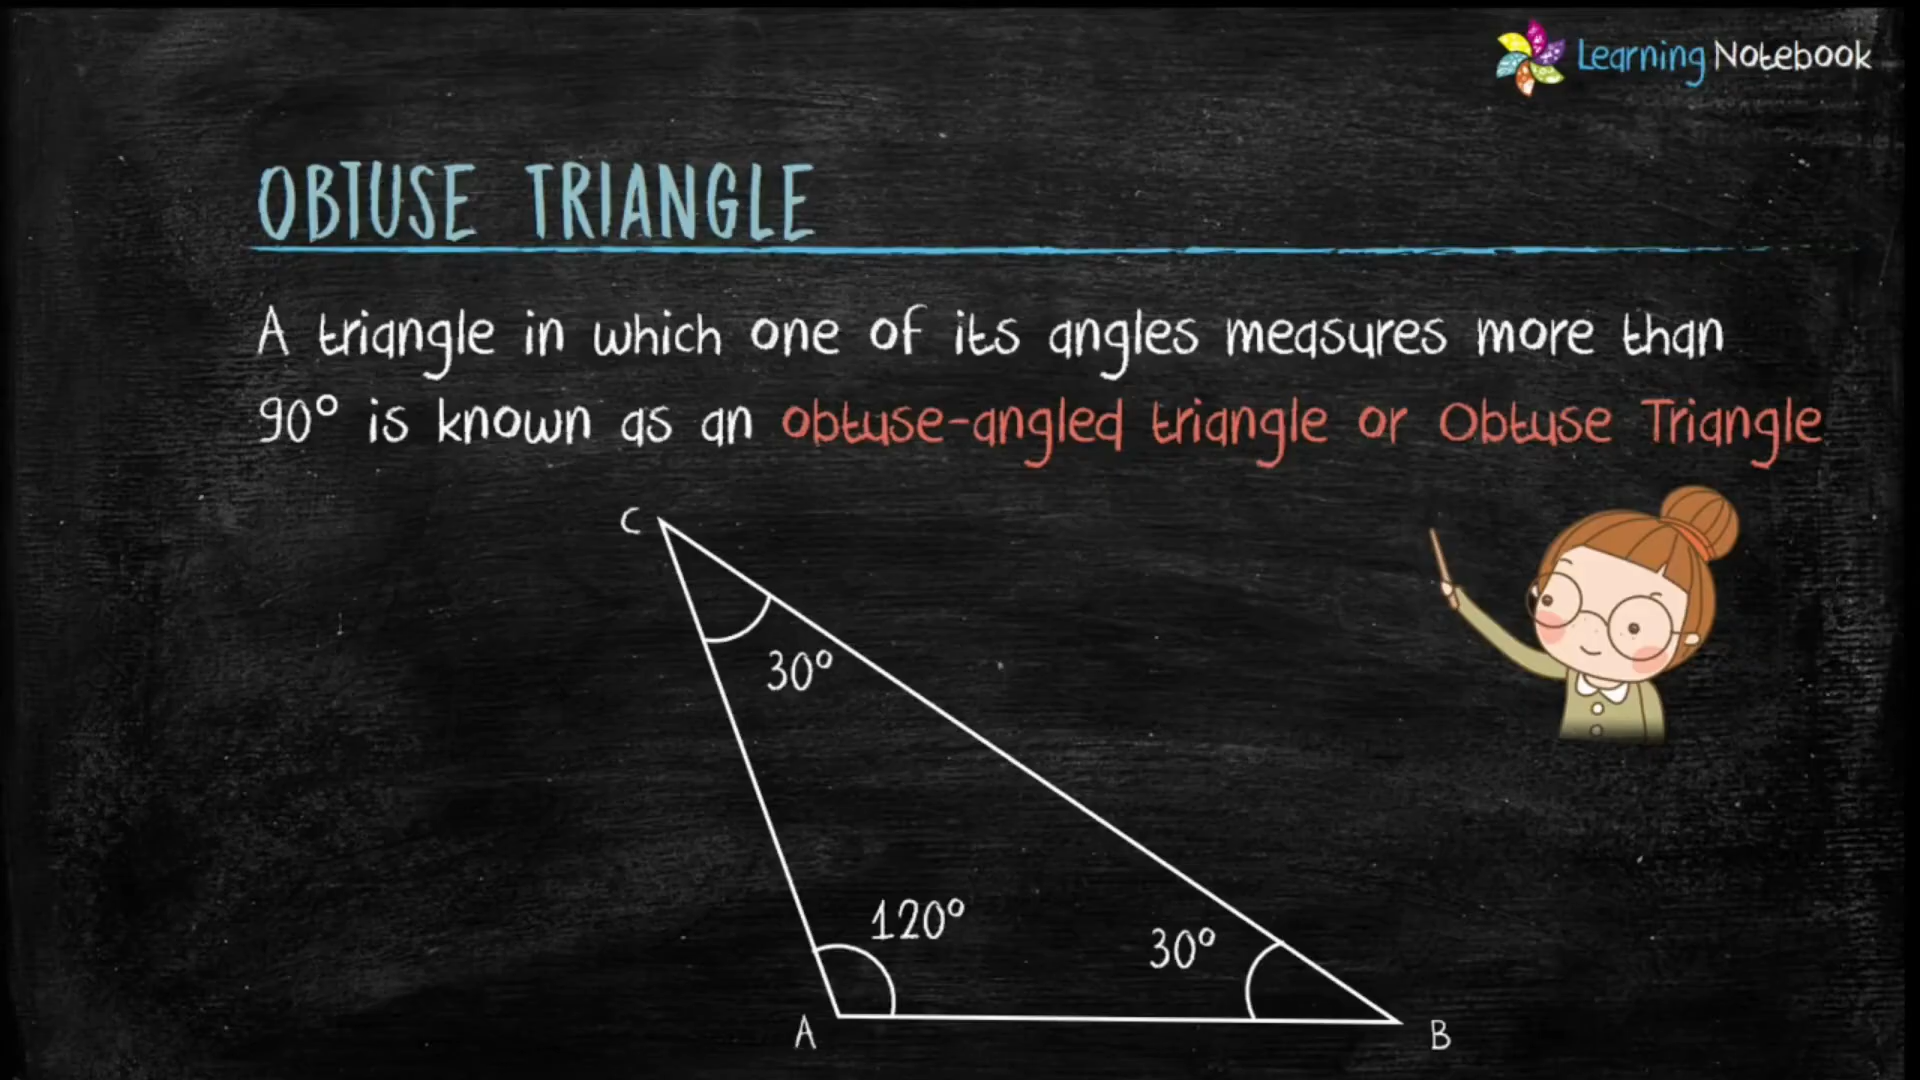 Learning Notebook
OBTUSE TRIANGLE
A triangle in which one of its angles measures more than
90° is known as an obtuse-angled triangle or Obtuse Triangle
C
30°
120°
30°
A
B